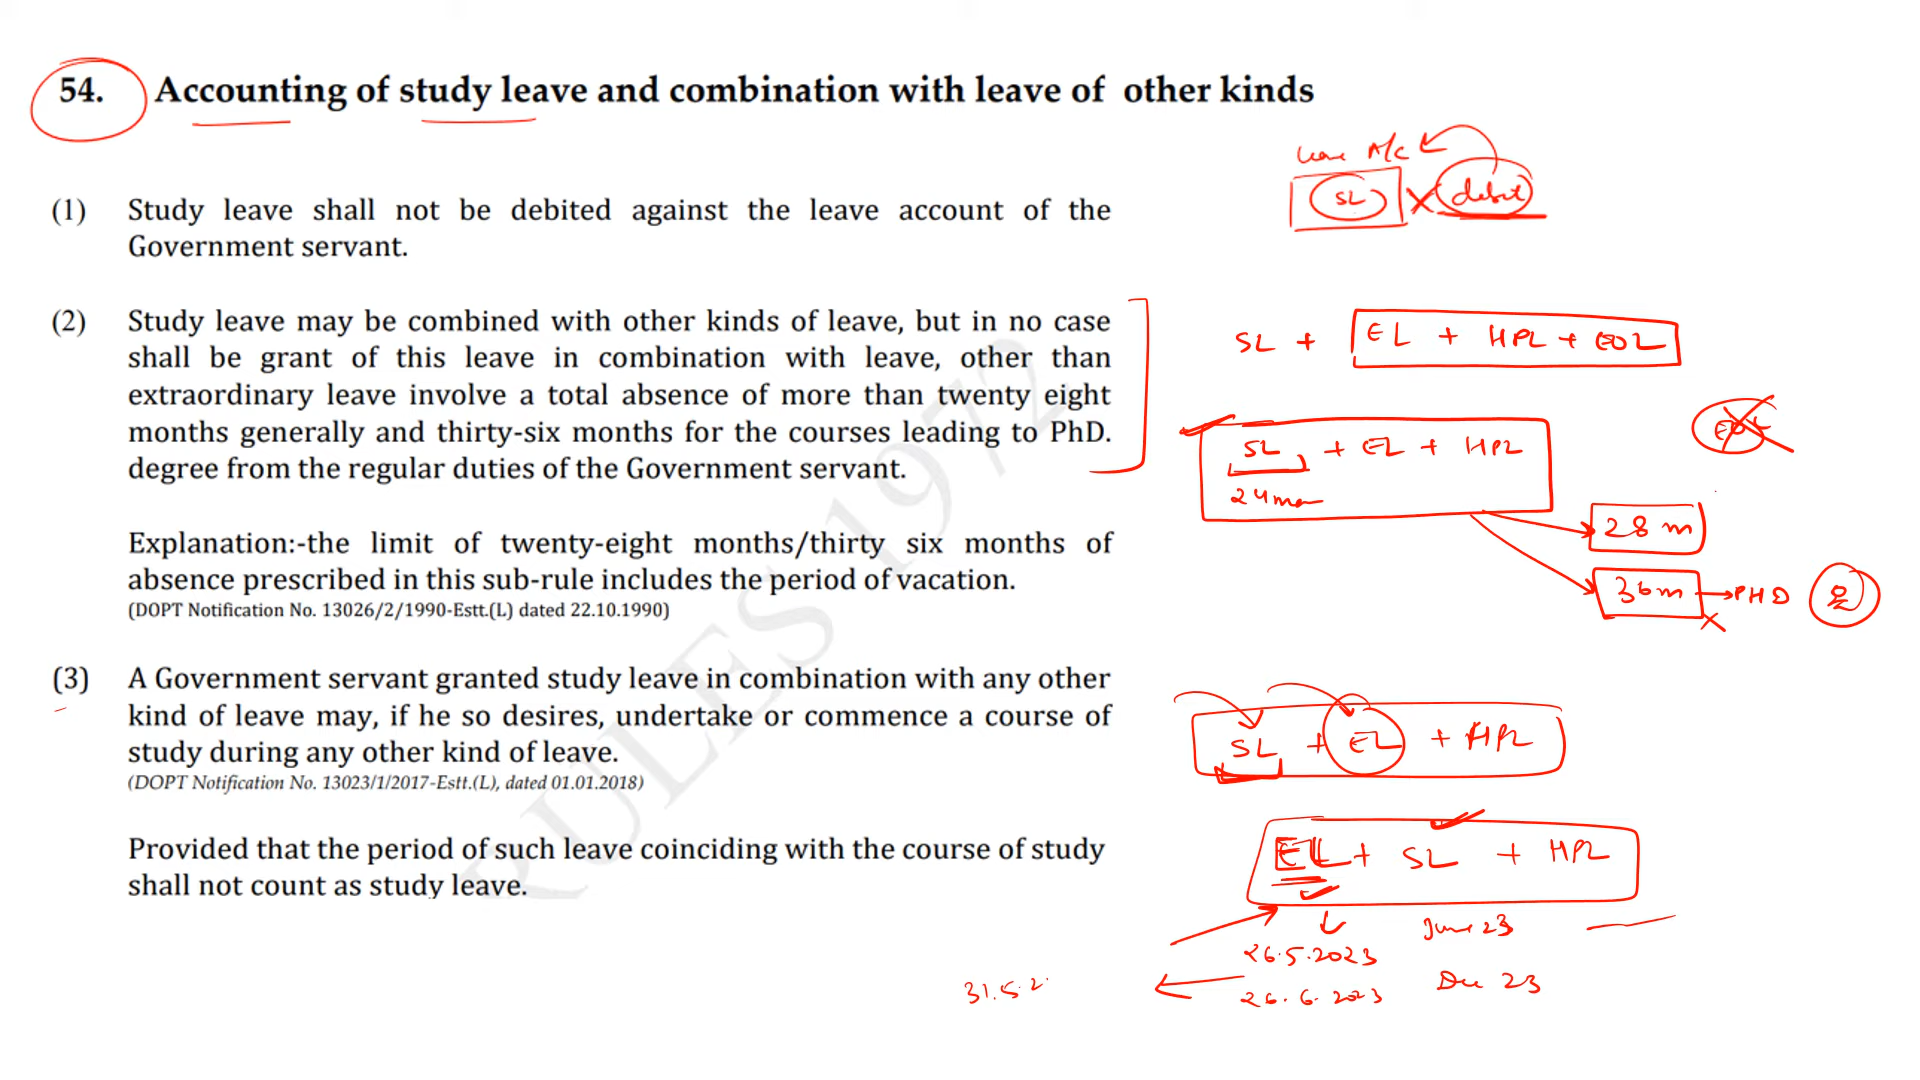 54. Accounting of study leave and combination with leave of other kinds
leave A/c
SL × debit
(1) Study leave shall not be debited against the leave account of the
Government servant.
(2) Study leave may be combined with other kinds of leave, but in no case
shall be grant of this leave in combination with leave, other than
extraordinary leave involve a total absence of more than twenty eight
months generally and thirty-six months for the courses leading to PhD.
degree from the regular duties of the Government servant.
SL + EL + HPL + EOL
EOL
SL + EL + HPL
24 mon
28 m
36 m → PHD
Explanation:-the limit of twenty-eight months/thirty six months of
absence prescribed in this sub-rule includes the period of vacation.
(DOPT Notification No. 13026/2/1990-Estt.(L) dated 22.10.1990)
(3) A Government servant granted study leave in combination with any other
kind of leave may, if he so desires, undertake or commence a course of
study during any other kind of leave.
(DOPT Notification No. 13023/1/2017-Estt.(L), dated 01.01.2018)
SL + EL + HPL
Provided that the period of such leave coinciding with the course of study
shall not count as study leave.
EL + SL + HPL
26.5.2023 June 23
31.5.2 26.6.2023 Dec 23
RULES 1972